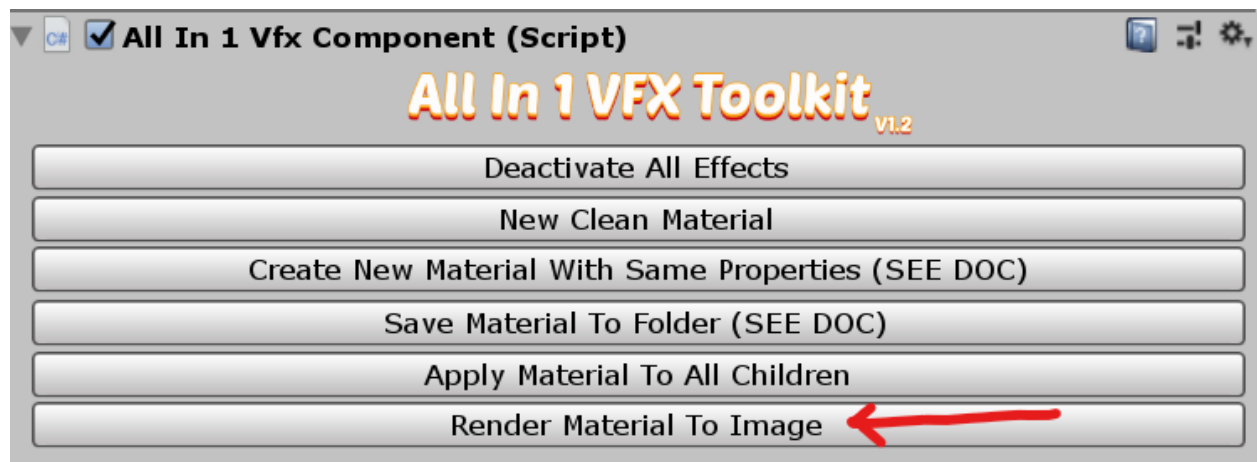 C# All In 1 Vfx Component (Script)
All In 1 VFX Toolkit V1.2
Deactivate All Effects
New Clean Material
Create New Material With Same Properties (SEE DOC)
Save Material To Folder (SEE DOC)
Apply Material To All Children
Render Material To Image